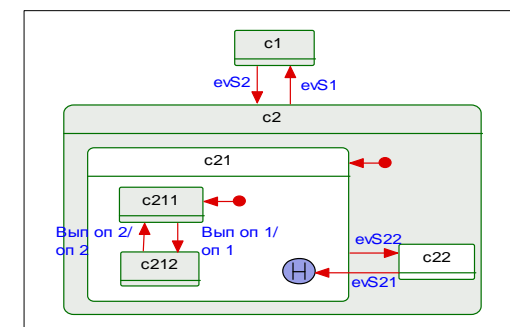 c1
evS2
evS1
c2
c21
c211
Вып оп 2/
оп 2
Вып оп 1/
оп 1
evS22
c212
c22
H
evS21